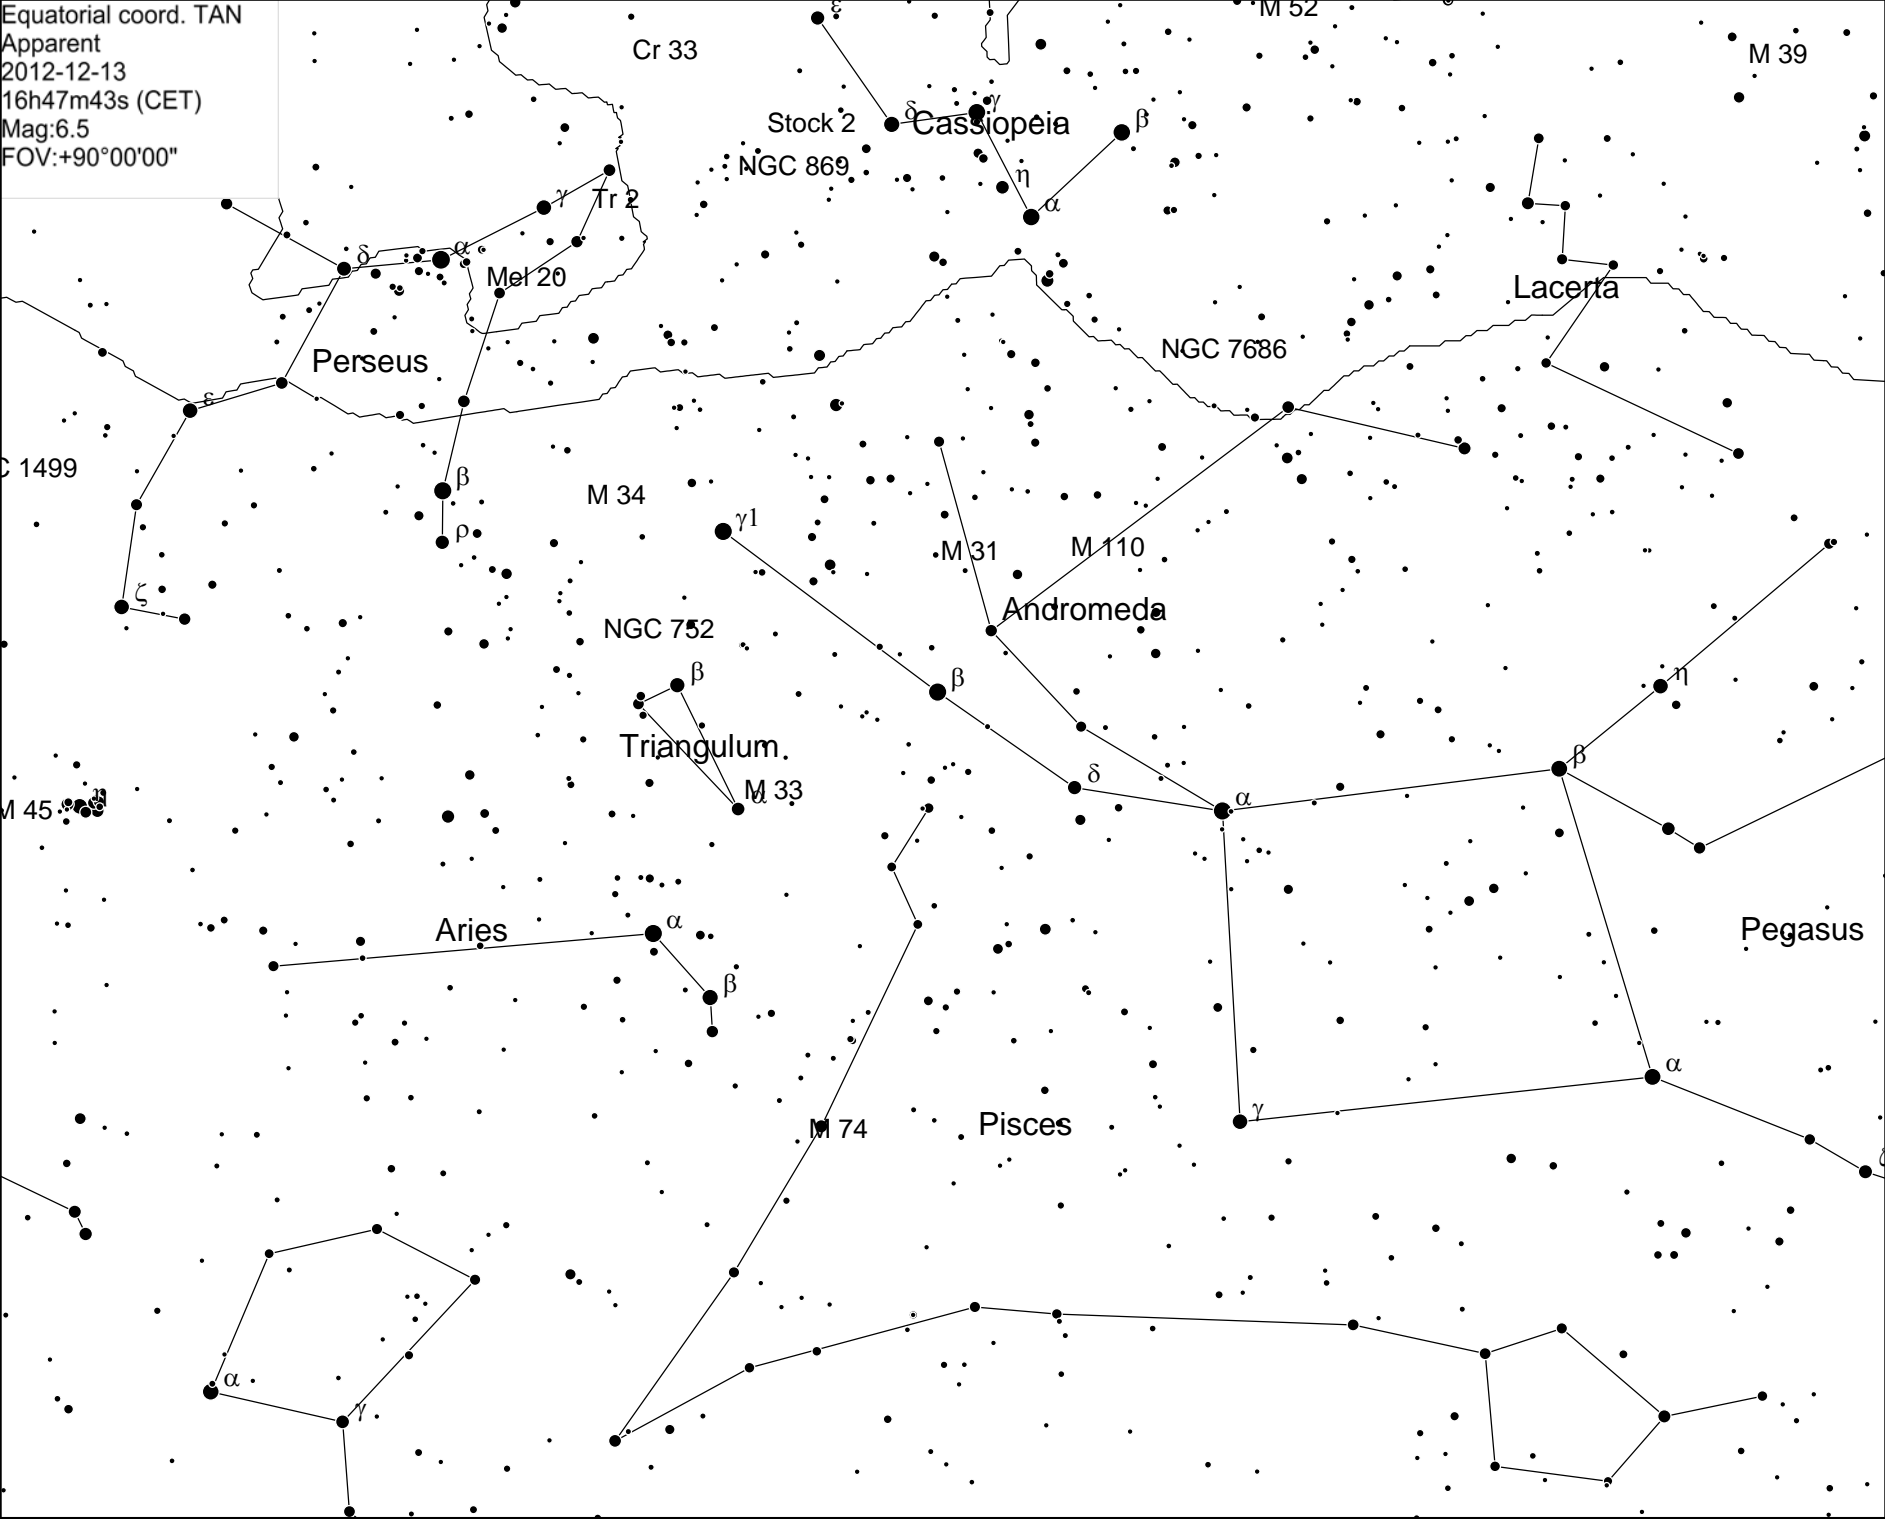 Equatorial coord. TAN
Apparent
2012-12-13
16h47m43s (CET)
Mag:6.5
FOV:+90°00'00"
ε
M 52
Cr 33
M 39
γ
δ
Cassiopeia
β
Stock 2
NGC 869
η
γ
Tr 2
α
δ
α
Mel 20
Lacerta
NGC 7686
Perseus
ε
C 1499
β
M 34
γ1
ρ
M 31
M 110
ζ
Andromeda
NGC 752
β
β
η
Triangulum
δ
β
M 33
α
α
M 45
η
Aries
α
Pegasus
β
α
γ
M 74
Pisces
ζ
α
γ